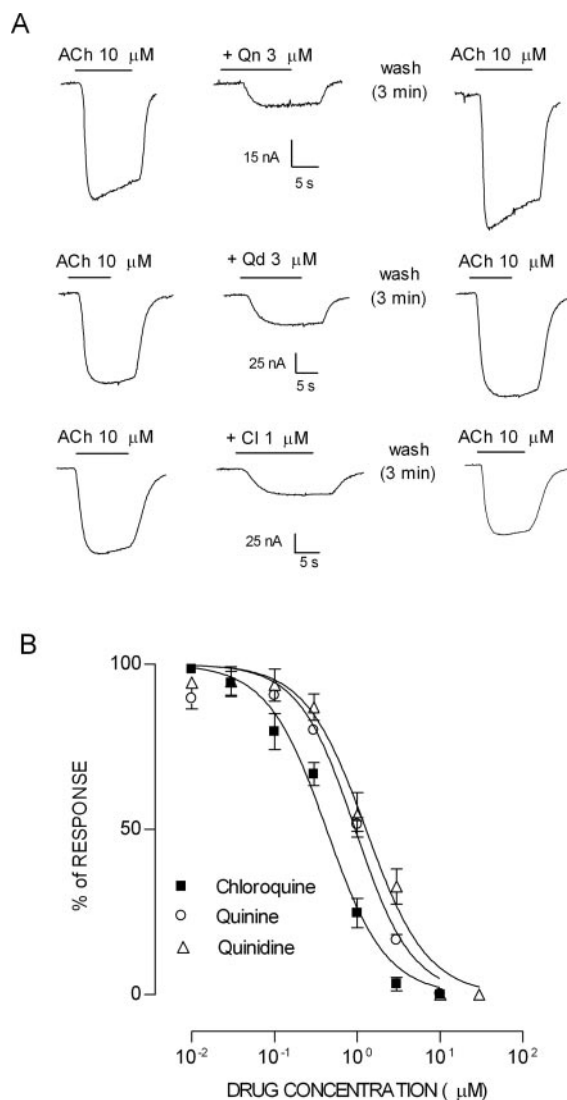 A
ACh 10 μM
+ Qn 3 μM
wash
(3 min)
ACh 10 μM
15 nA
5 s
ACh 10 μM
+ Qd 3 μM
wash
(3 min)
ACh 10 μM
25 nA
5 s
ACh 10 μM
+ Cl 1 μM
wash
(3 min)
ACh 10 μM
25 nA
5 s
B
100
50
0
% of RESPONSE
Chloroquine
Quinine
Quinidine
10⁻² 10⁻¹ 10⁰ 10¹ 10²
DRUG CONCENTRATION ( μM)